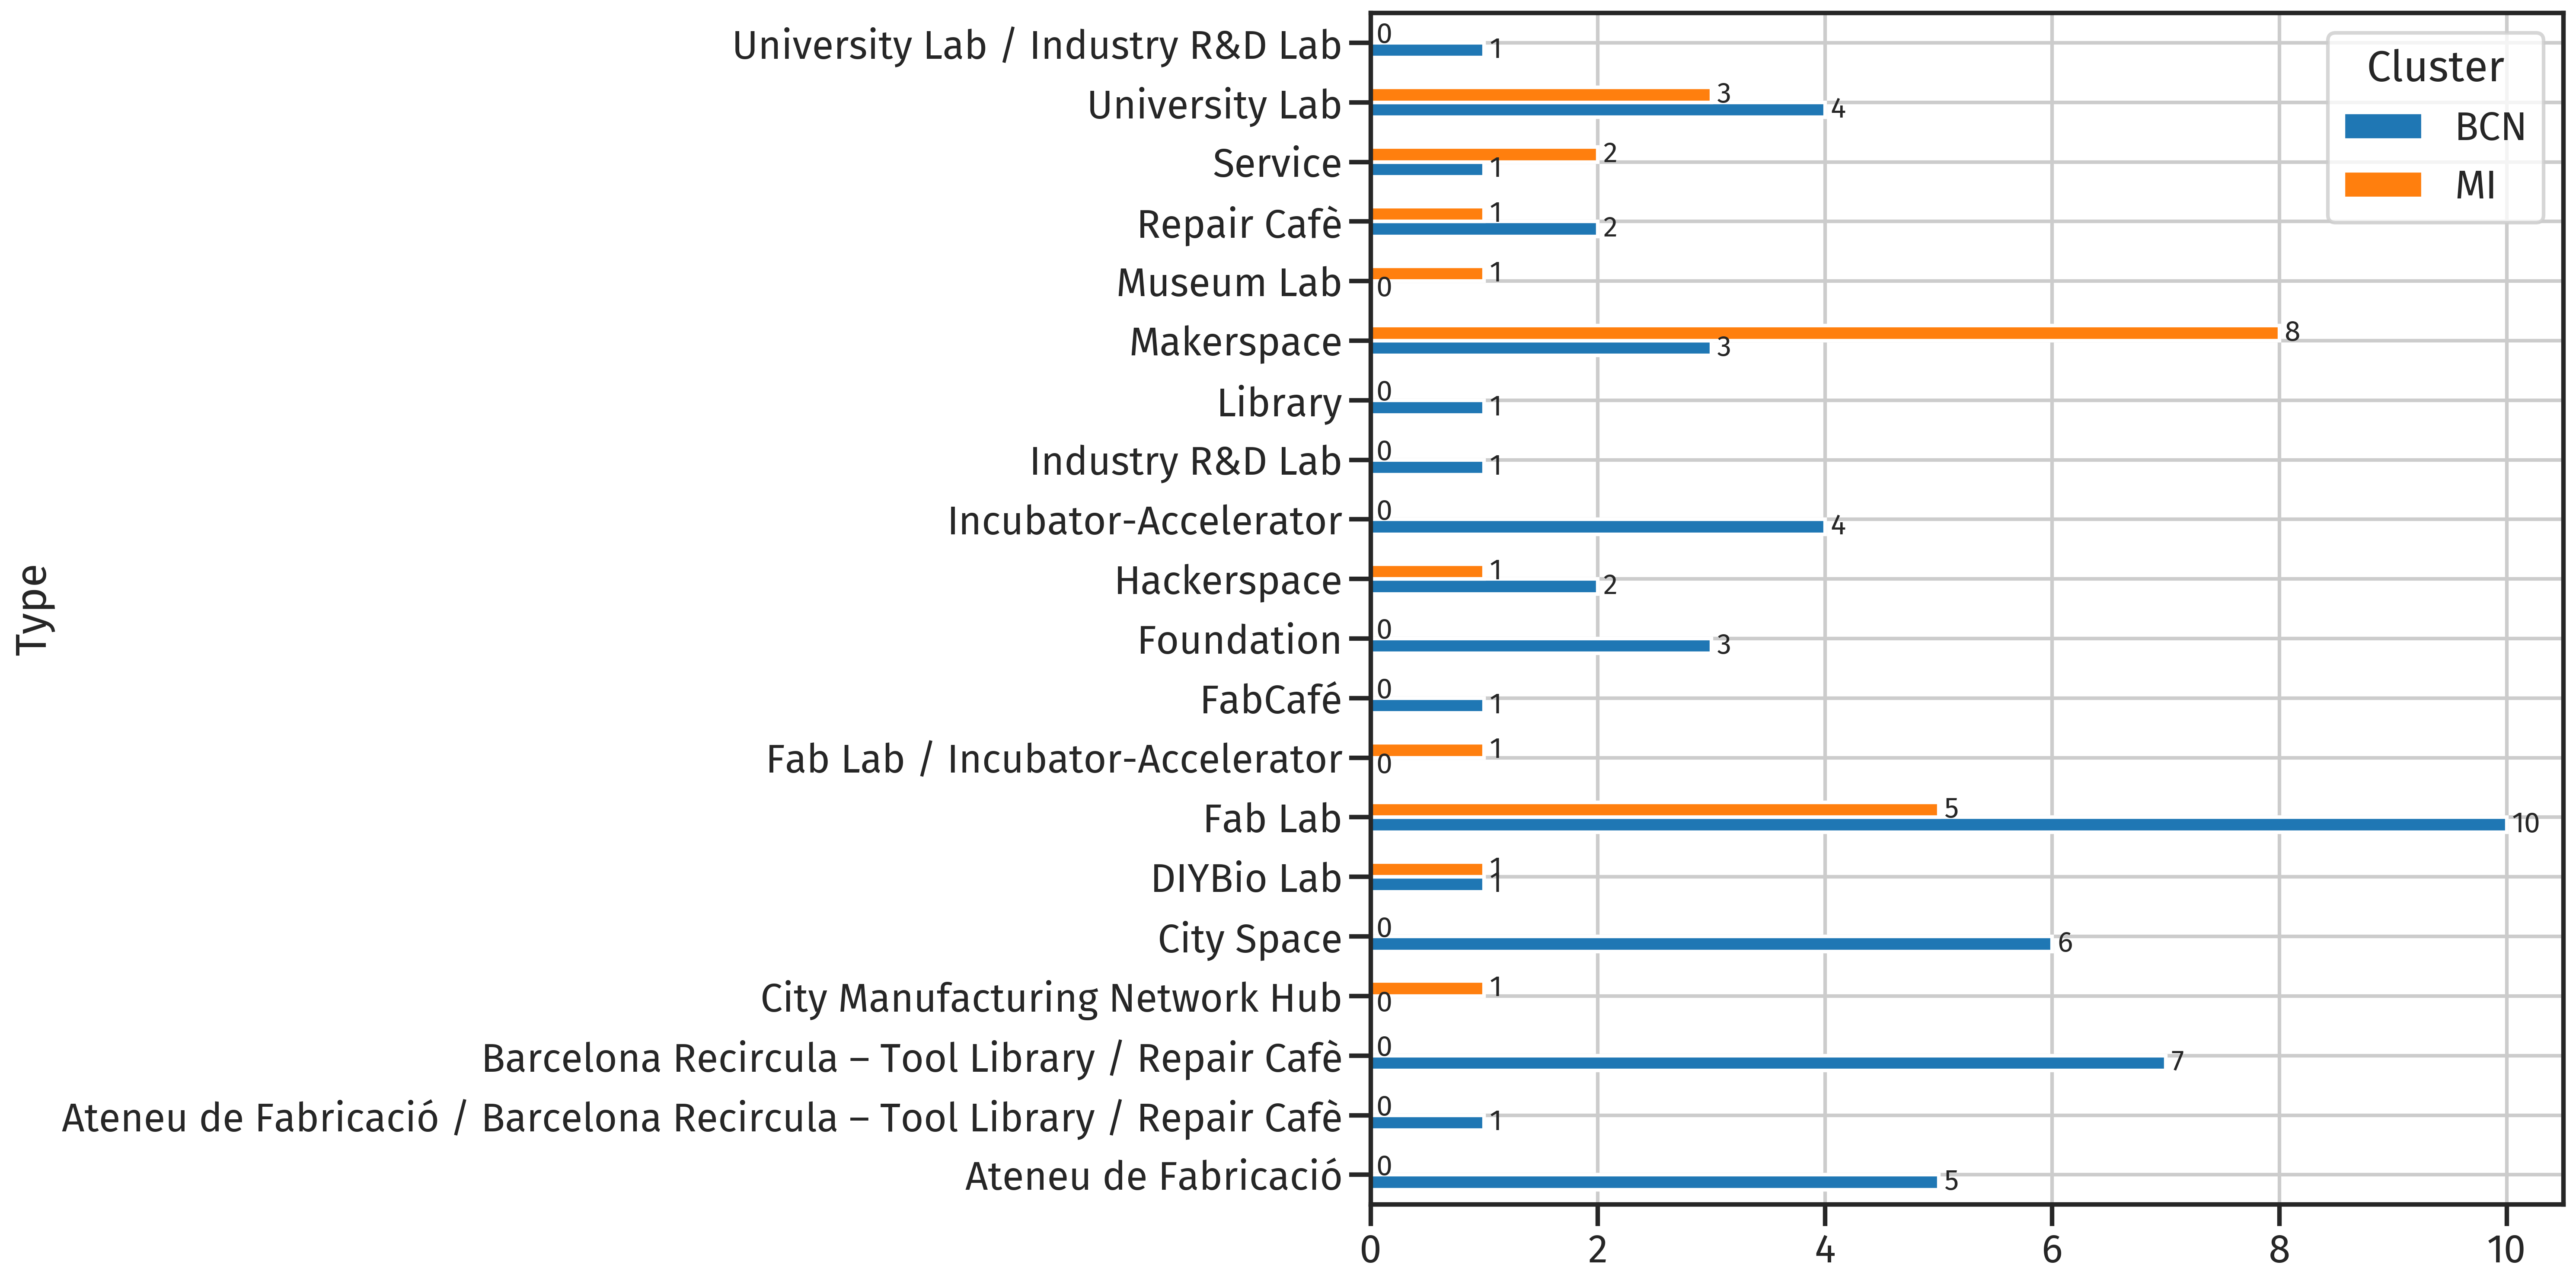 University Lab / Industry R&D Lab 0 1
University Lab 3 4
Service 2 1
Repair Cafè 1 2
Museum Lab 1 0
Makerspace 8 3
Library 0 1
Industry R&D Lab 0 1
Incubator-Accelerator 0 4
Hackerspace 1 2
Foundation 0 3
FabCafé 0 1
Fab Lab / Incubator-Accelerator 1 0
Fab Lab 5 10
DIYBio Lab 1 1
City Space 0 6
City Manufacturing Network Hub 1 0
Barcelona Recircula – Tool Library / Repair Cafè 0 7
Ateneu de Fabricació / Barcelona Recircula – Tool Library / Repair Cafè 0 1
Ateneu de Fabricació 0 5
Type
0 2 4 6 8 10
Cluster
BCN
MI